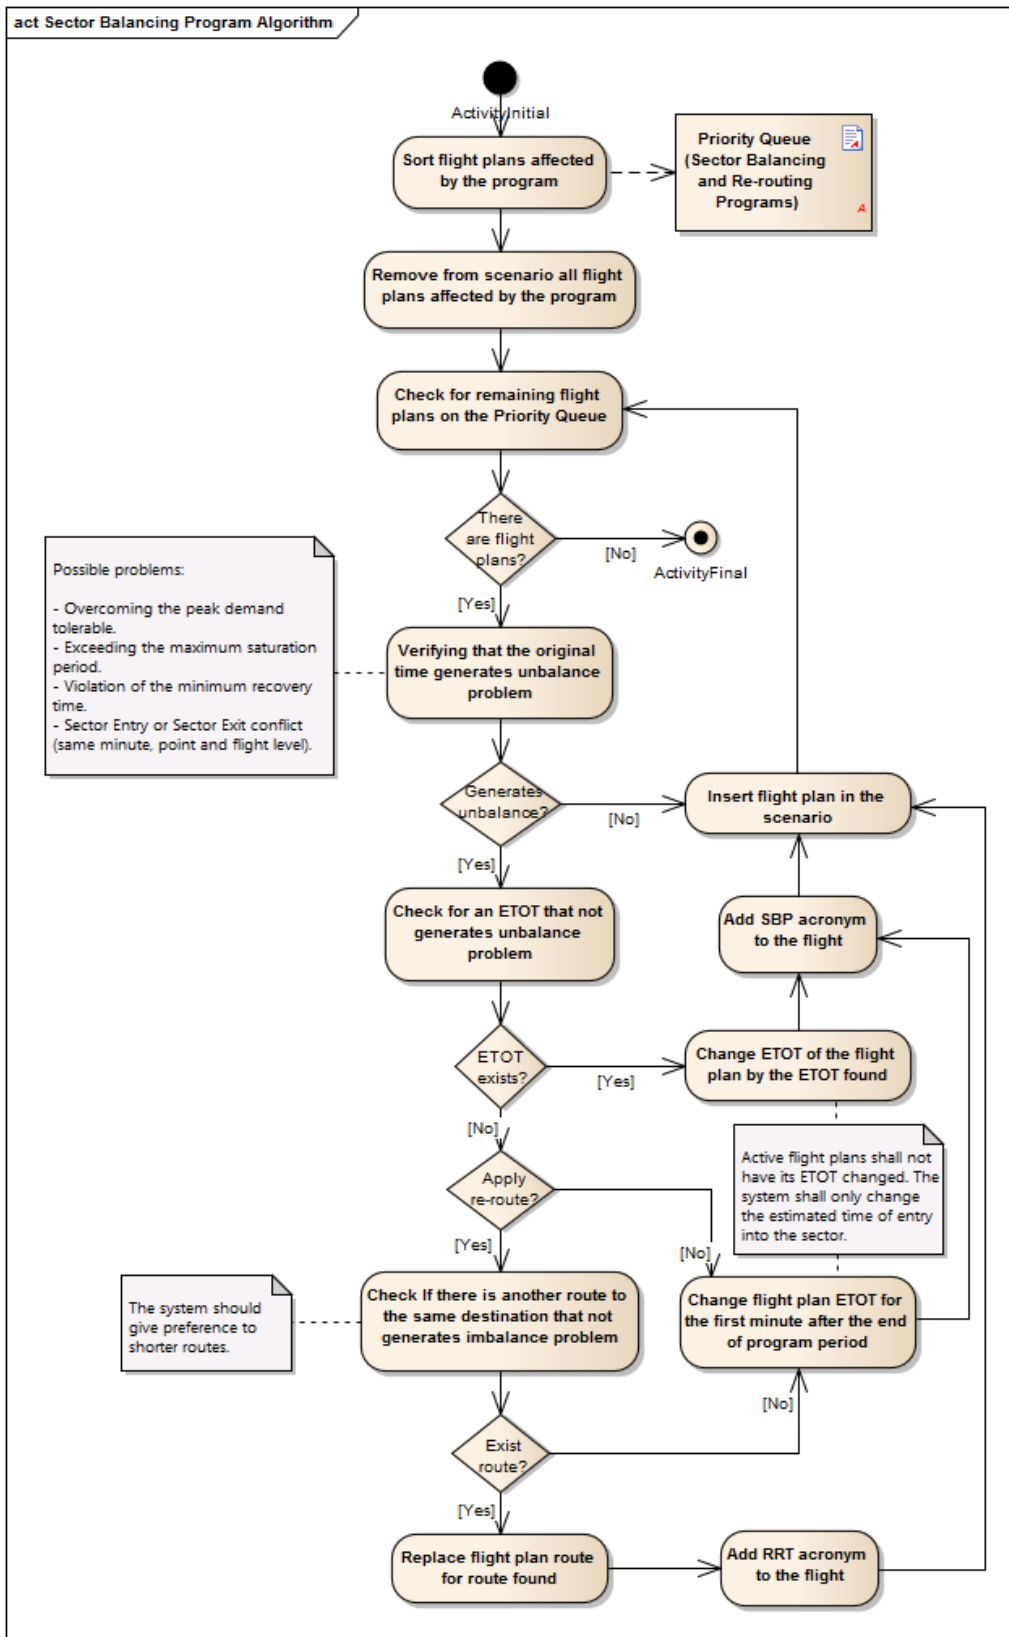 act Sector Balancing Program Algorithm
ActivityInitial
Sort flight plans affected
by the program
Priority Queue
(Sector Balancing
and Re-routing
Programs)
A
Remove from scenario all flight
plans affected by the program
Check for remaining flight
plans on the Priority Queue
There
are flight
plans?
[No]
ActivityFinal
[Yes]
Possible problems:
- Overcoming the peak demand
tolerable.
- Exceeding the maximum saturation
period.
- Violation of the minimum recovery
time.
- Sector Entry or Sector Exit conflict
(same minute, point and flight level).
Verifying that the original
time generates unbalance
problem
Generates
unbalance?
[No]
Insert flight plan in the
scenario
[Yes]
Check for an ETOT that not
generates unbalance
problem
Add SBP acronym
to the flight
ETOT
exists?
[Yes]
Change ETOT of the flight
plan by the ETOT found
[No]
Active flight plans shall not
have its ETOT changed. The
system shall only change
the estimated time of entry
into the sector.
Apply
re-route?
[No]
[Yes]
The system should
give preference to
shorter routes.
Check If there is another route to
the same destination that not
generates imbalance problem
Change flight plan ETOT for
the first minute after the end
of program period
[No]
Exist
route?
[Yes]
Replace flight plan route
for route found
Add RRT acronym
to the flight